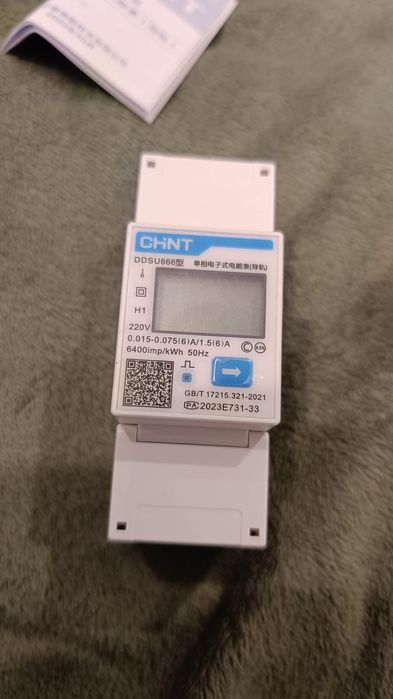 CHNT
DDSU666型 单相电子式电能表(导轨)
H1
220V
0.015-0.075(6)A/1.5(6)A
6400imp/kWh 50Hz
GB/T 17215.321-2021
PA 2023E731-33